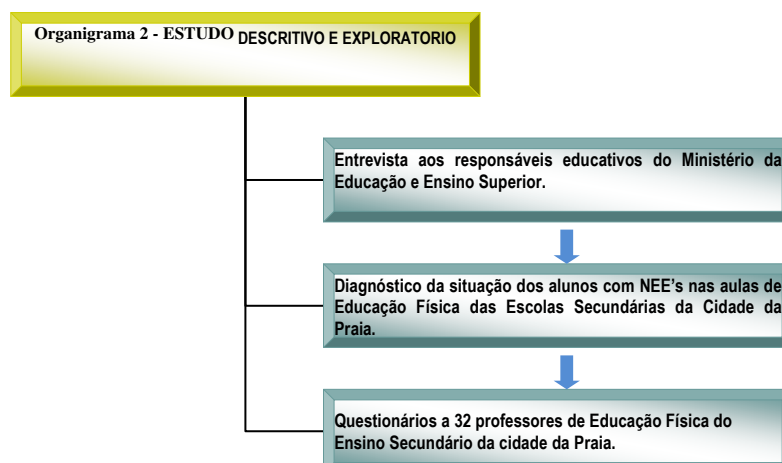 Organigrama 2 - ESTUDO DESCRITIVO E EXPLORATORIO
Entrevista aos responsáveis educativos do Ministério da
Educação e Ensino Superior.
Diagnóstico da situação dos alunos com NEE's nas aulas de
Educação Física das Escolas Secundárias da Cidade da
Praia.
Questionários a 32 professores de Educação Física do
Ensino Secundário da cidade da Praia.